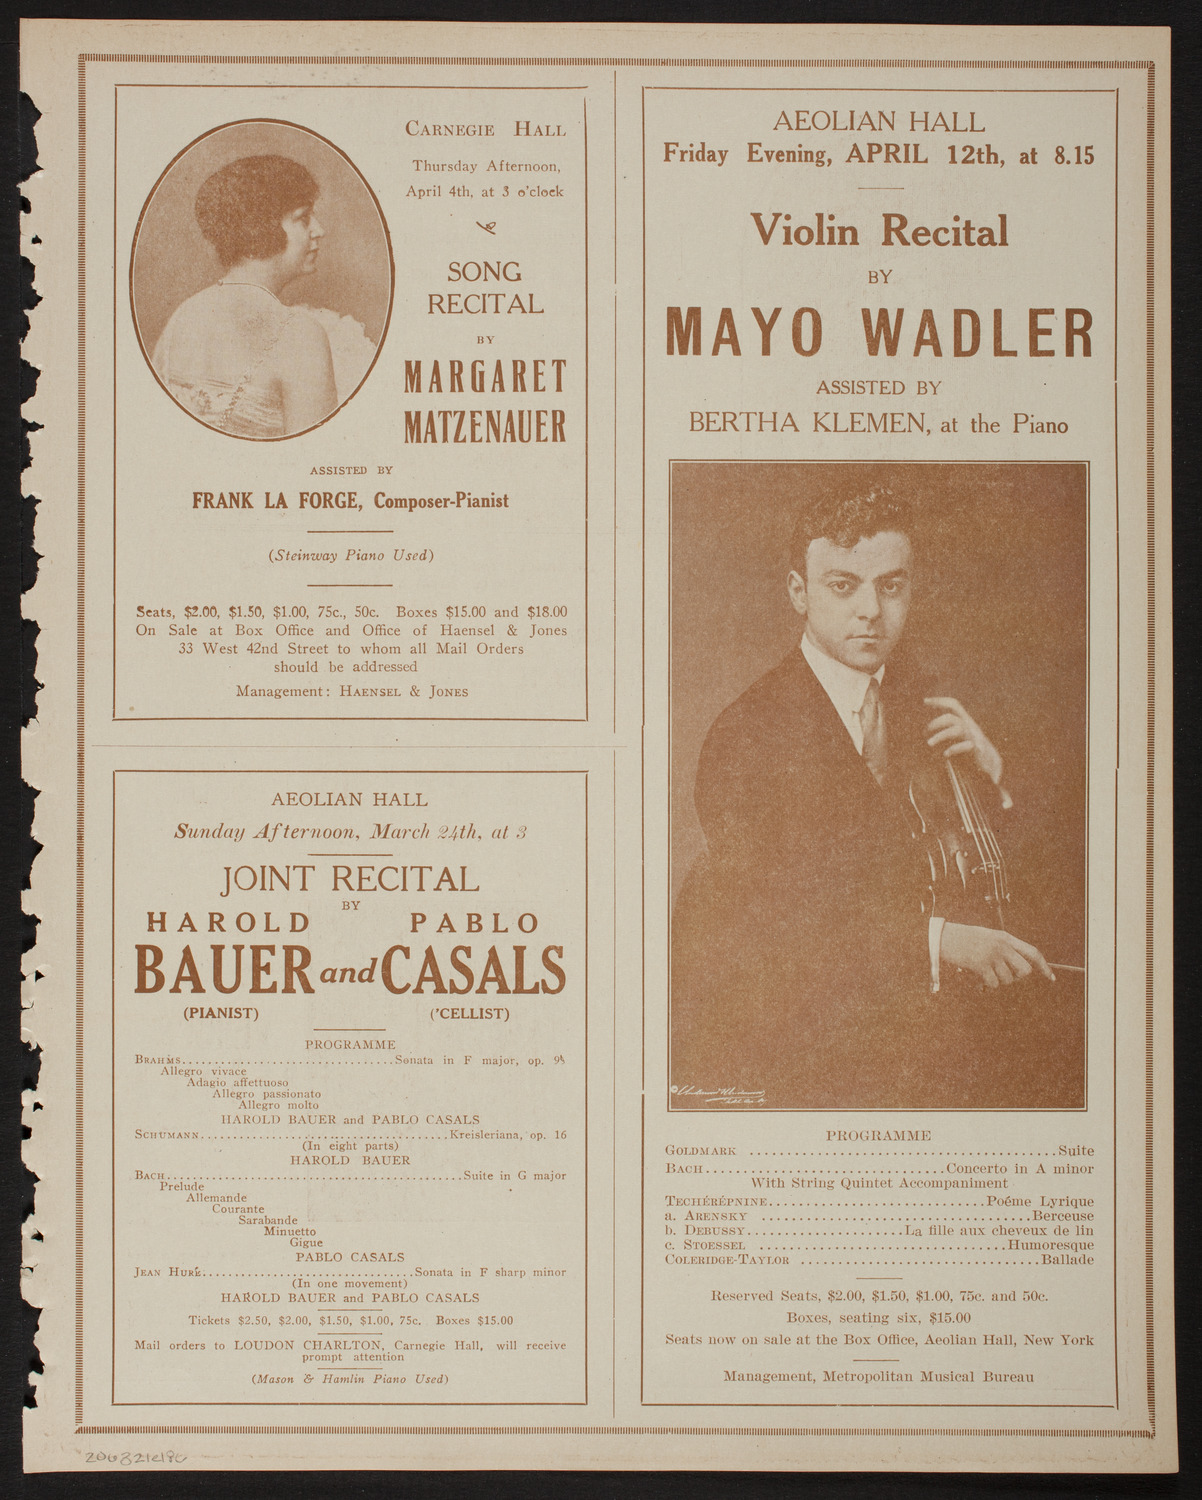 CARNEGIE HALL
Thursday Afternoon,
April 4th, at 3 o'clock
SONG
RECITAL
BY
MARGARET
MATZENAUER
ASSISTED BY
FRANK LA FORGE, Composer-Pianist
(Steinway Piano Used)
Seats, $2.00, $1.50, $1.00, 75c., 50c. Boxes $15.00 and $18.00
On Sale at Box Office and Office of Haensel & Jones
33 West 42nd Street to whom all Mail Orders
should be addressed
Management: HAENSEL & JONES
AEOLIAN HALL
Sunday Afternoon, March 24th, at 3
JOINT RECITAL
BY
HAROLD PABLO
BAUER and CASALS
(PIANIST) ('CELLIST)
PROGRAMME
BRAHMS.................................Sonata in F major, op.
Allegro vivace
Adagio affettuoso
Allegro passionato
Allegro molto
HAROLD BAUER and PABLO CASALS
SCHUMANN......................................Kreisleriana, op. 16
(In eight parts)
HAROLD BAUER
BACH..............................................Suite in G major
Prelude
Allemande
Courante
Sarabande
Minuetto
Gigue
PABLO CASALS
JEAN HURÉ.................................Sonata in F sharp minor
(In one movement)
HAROLD BAUER and PABLO CASALS
Tickets $2.50, $2.00, $1.50, $1.00, 75c. Boxes $15.00
Mail orders to LOUDON CHARLTON, Carnegie Hall, will receive
prompt attention
(Mason & Hamlin Piano Used)
AEOLIAN HALL
Friday Evening, APRIL 12th, at 8.15
Violin Recital
BY
MAYO WADLER
ASSISTED BY
BERTHA KLEMEN, at the Piano
PROGRAMME
GOLDMARK ........................................Suite
BACH...............................Concerto in A minor
With String Quintet Accompaniment
TECHÉRÉPNINE............................Poéme Lyrique
a. ARENSKY ...................................Berceuse
b. DEBUSSY....................La fille aux cheveux de lin
c. STOESSEL ................................Humoresque
COLERIDGE-TAYLOR ...............................Ballade
Reserved Seats, $2.00, $1.50, $1.00, 75c. and 50c.
Boxes, seating six, $15.00
Seats now on sale at the Box Office, Aeolian Hall, New York
Management, Metropolitan Musical Bureau